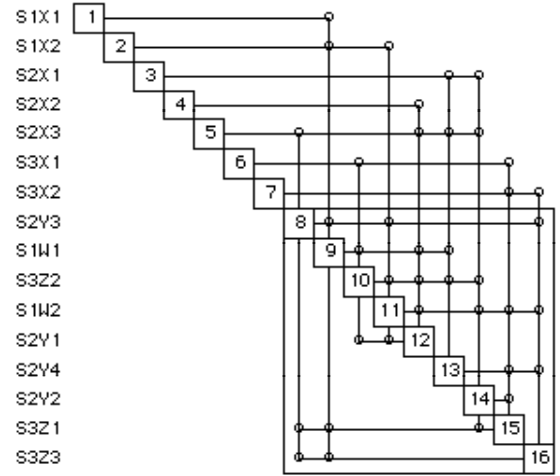 S1X1 1
S1X2 2
S2X1 3
S2X2 4
S2X3 5
S3X1 6
S3X2 7
S2Y3 8
S1W1 9
S3Z2 10
S1W2 11
S2Y1 12
S2Y4 13
S2Y2 14
S3Z1 15
S3Z3 16